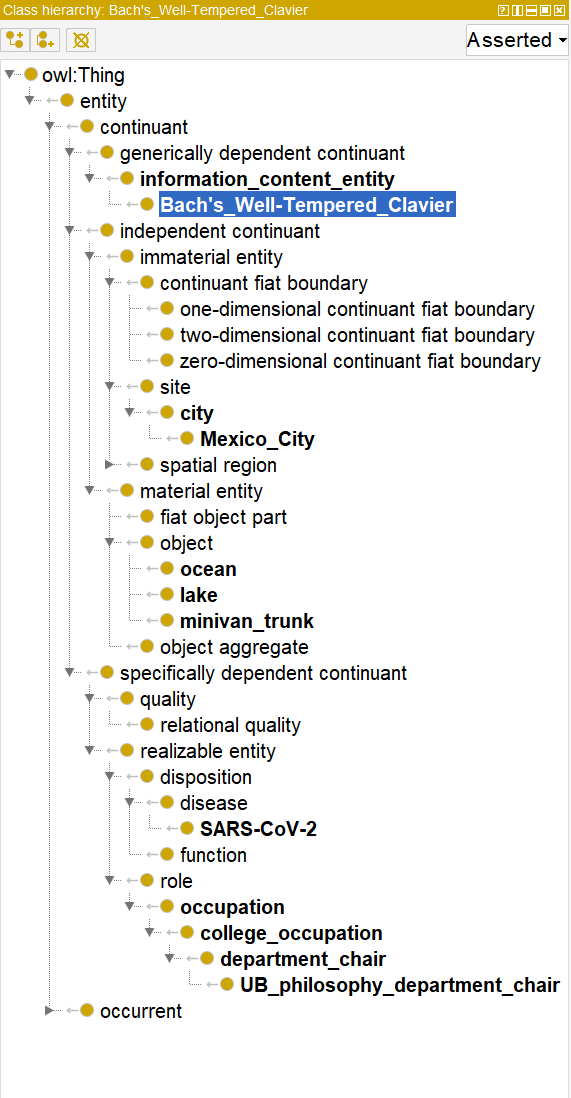 Class hierarchy: Bach's_Well-Tempered_Clavier
Asserted
owl:Thing
entity
continuant
generically dependent continuant
information_content_entity
Bach's_Well-Tempered_Clavier
independent continuant
immaterial entity
continuant fiat boundary
one-dimensional continuant fiat boundary
two-dimensional continuant fiat boundary
zero-dimensional continuant fiat boundary
site
city
Mexico_City
spatial region
material entity
fiat object part
object
ocean
lake
minivan_trunk
object aggregate
specifically dependent continuant
quality
relational quality
realizable entity
disposition
disease
SARS-CoV-2
function
role
occupation
college_occupation
department_chair
UB_philosophy_department_chair
occurrent